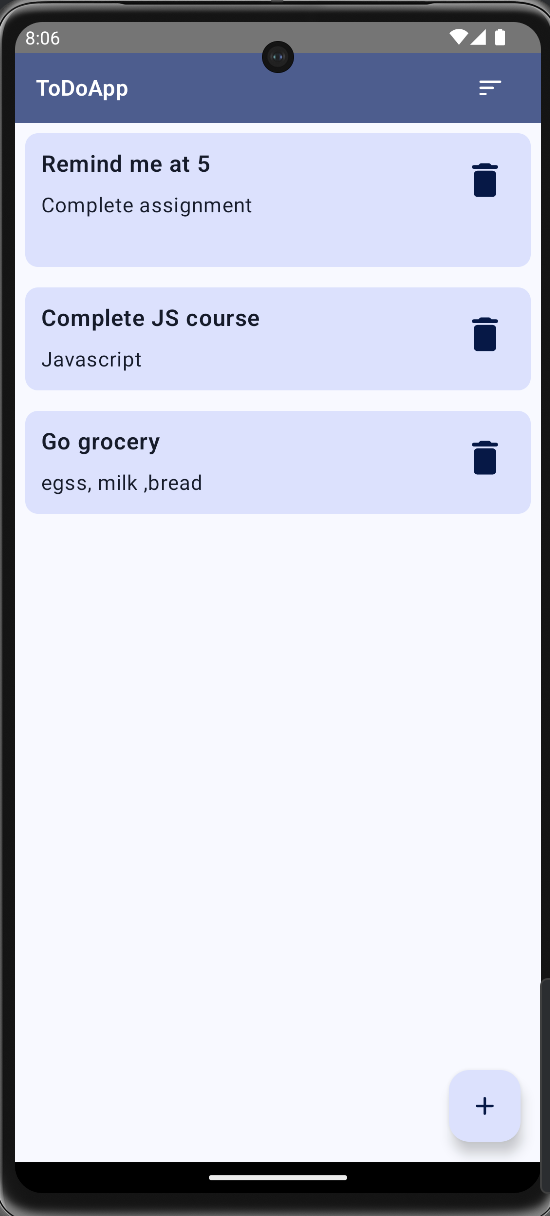 8:06
ToDoApp
Remind me at 5
Complete assignment
Complete JS course
Javascript
Go grocery
egss, milk ,bread